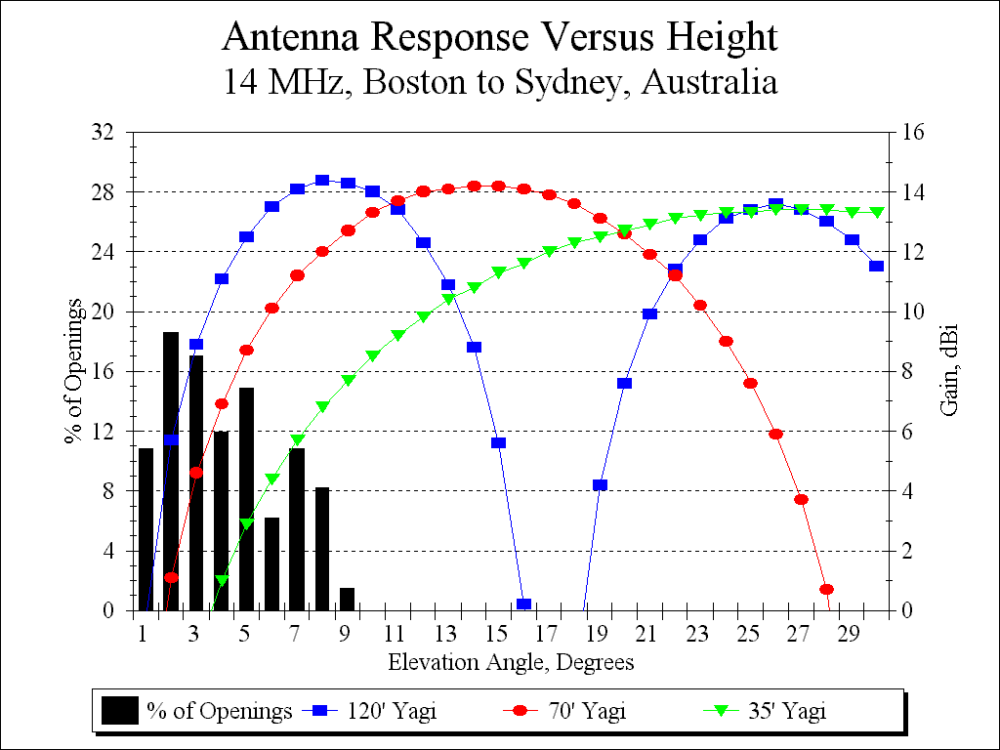 Antenna Response Versus Height
14 MHz, Boston to Sydney, Australia
32 16
28 14
24 12
20 10
16 8
12 6
8 4
4 2
0 0
% of Openings
Gain, dBi
1 3 5 7 9 11 13 15 17 19 21 23 25 27 29
Elevation Angle, Degrees
% of Openings 120' Yagi 70' Yagi 35' Yagi